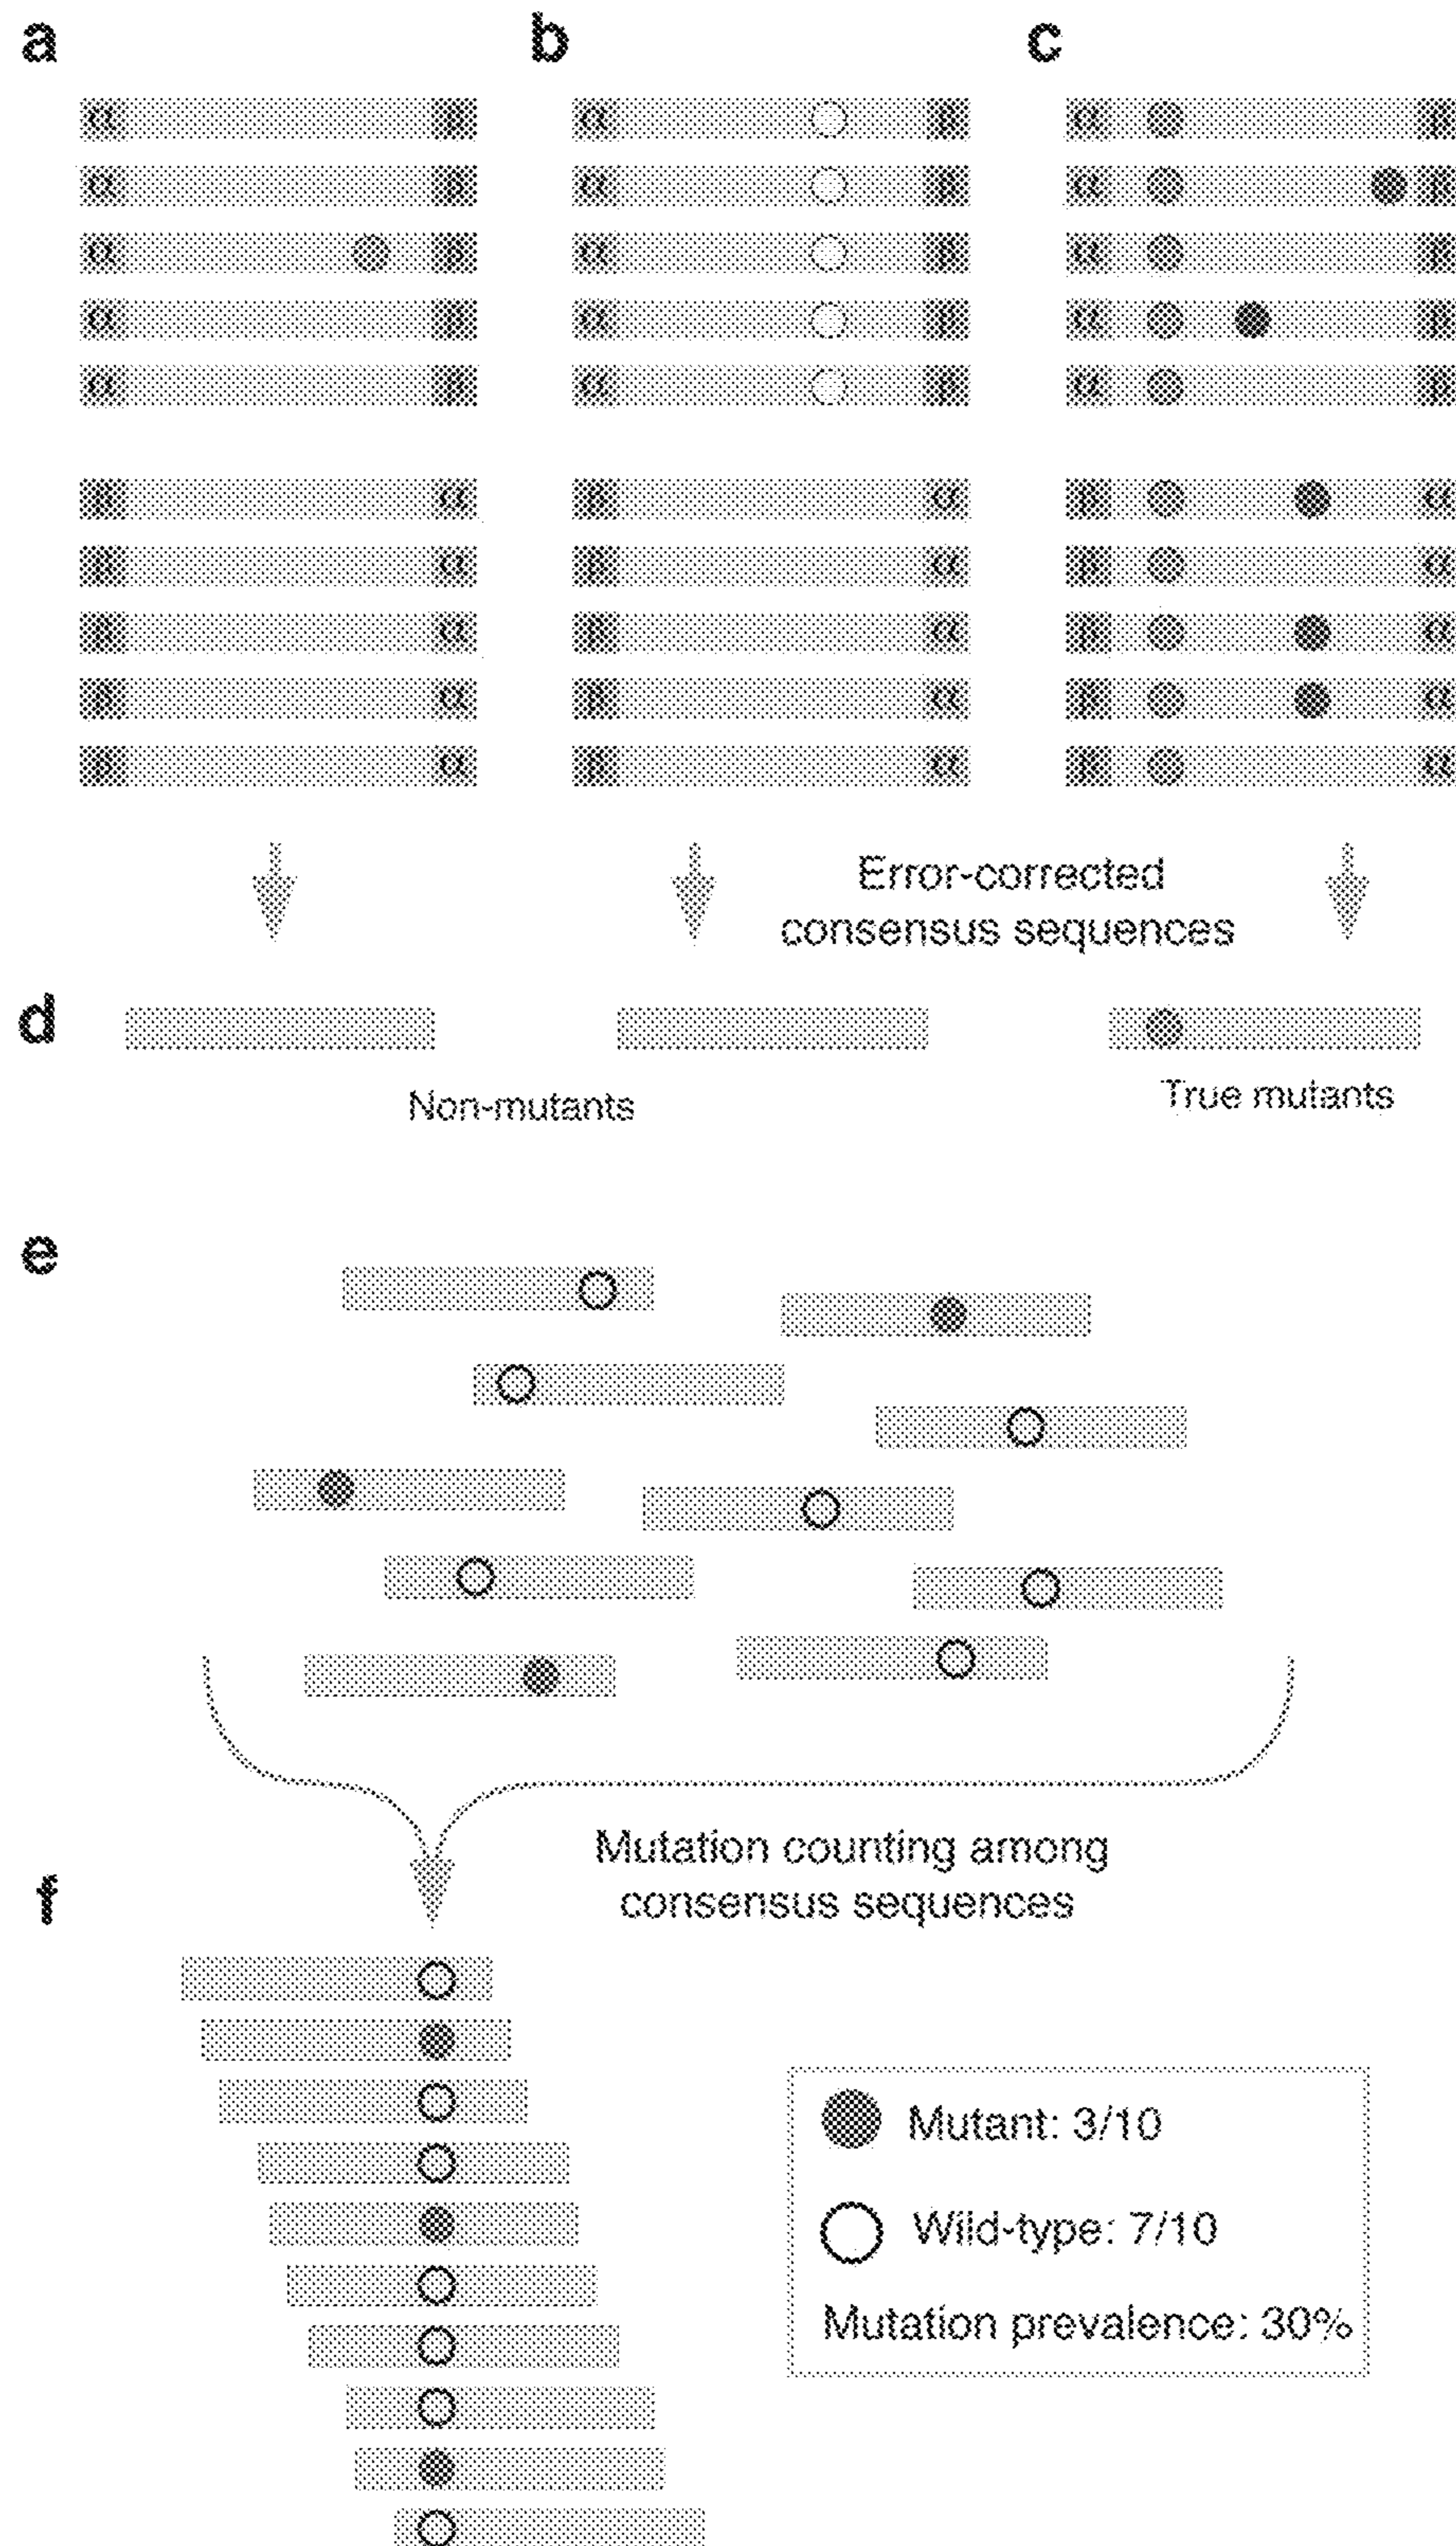 a b c
α β α β α β
α β α β α β
α β α β α β
α β α β α β
α β α β α β
β α β α β α
β α β α β α
β α β α β α
β α β α β α
β α β α β α
Error-corrected
consensus sequences
d
Non-mutants
True mutants
e
Mutation counting among
consensus sequences
f
Mutant: 3/10
Wild-type: 7/10
Mutation prevalence: 30%